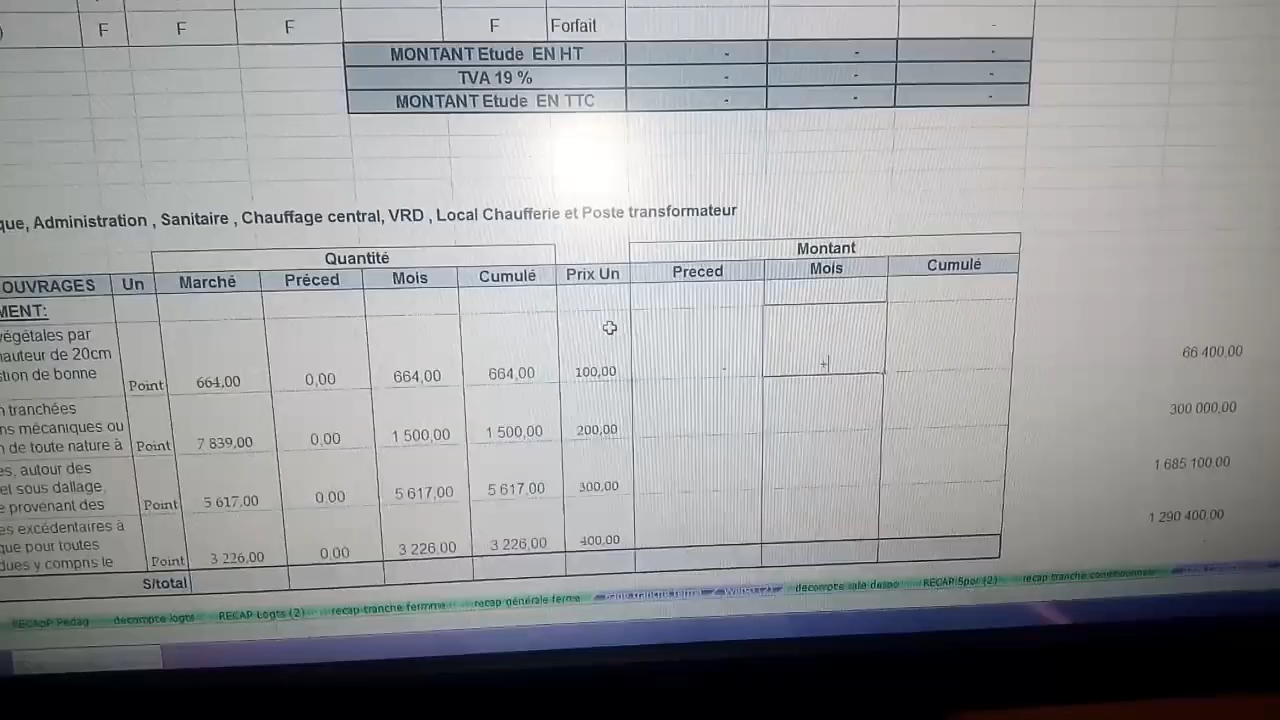 F F F F Forfait -
MONTANT Etude EN HT - - -
TVA 19 % - - -
MONTANT Etude EN TTC - - -
que, Administration , Sanitaire , Chauffage central, VRD , Local Chaufferie et Poste transformateur
Quantité Montant
OUVRAGES Un Marché Préced Mois Cumulé Prix Un Preced Mois Cumulé
MENT:
végétales par
hauteur de 20cm
stion de bonne
Point 664,00 0,00 664,00 664,00 100,00 - + 66 400,00
n tranchées
ns mécaniques ou
n de toute nature à Point 7 839,00 0,00 1 500,00 1 500,00 200,00 300 000,00
es, autour des
et sous dallage,
e provenant des Point 5 617,00 0,00 5 617,00 5 617,00 300,00 1 685 100,00
es excédentaires à
que pour toutes
dues y compris le Point 3 226,00 0,00 3 226,00 3 226,00 400,00 1 290 400,00
S/total
decompte logts RECAP Logts (2) recap tranche fermme recap générale ferme decompte sale despo RECAP Spor (2)